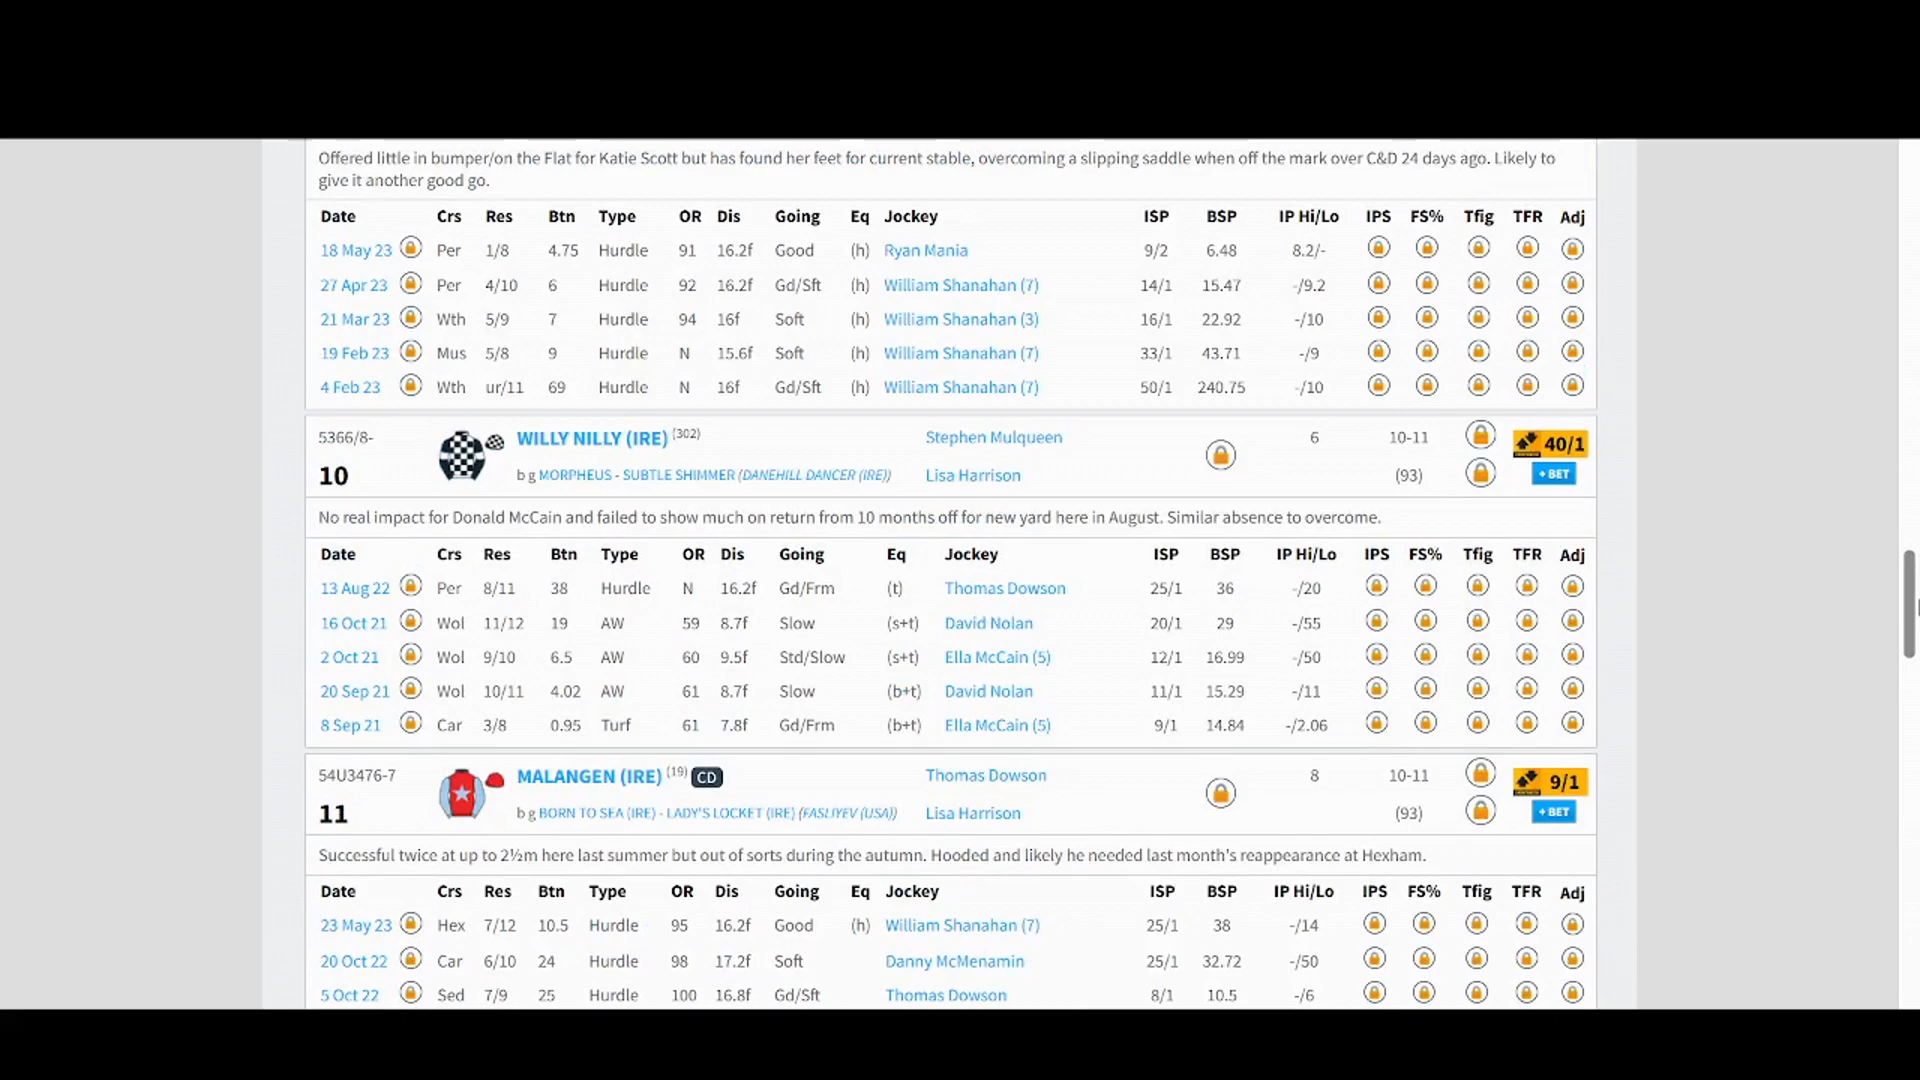 Offered little in bumper/on the Flat for Katie Scott but has found her feet for current stable, overcoming a slipping saddle when off the mark over C&D 24 days ago. Likely to
give it another good go.
Date Crs Res Btn Type OR Dis Going Eq Jockey ISP BSP IP Hi/Lo IPS FS% Tfig TFR Adj
18 May 23 Per 1/8 4.75 Hurdle 91 16.2f Good (h) Ryan Mania 9/2 6.48 8.2/-
27 Apr 23 Per 4/10 6 Hurdle 92 16.2f Gd/Sft (h) William Shanahan (7) 14/1 15.47 -/9.2
21 Mar 23 Wth 5/9 7 Hurdle 94 16f Soft (h) William Shanahan (3) 16/1 22.92 -/10
19 Feb 23 Mus 5/8 9 Hurdle N 15.6f Soft (h) William Shanahan (7) 33/1 43.71 -/9
4 Feb 23 Wth ur/11 69 Hurdle N 16f Gd/Sft (h) William Shanahan (7) 50/1 240.75 -/10
5366/8- WILLY NILLY (IRE) (302) Stephen Mulqueen 6 10-11 40/1
10 b g MORPHEUS - SUBTLE SHIMMER (DANEHILL DANCER (IRE)) Lisa Harrison (93) + BET
No real impact for Donald McCain and failed to show much on return from 10 months off for new yard here in August. Similar absence to overcome.
Date Crs Res Btn Type OR Dis Going Eq Jockey ISP BSP IP Hi/Lo IPS FS% Tfig TFR Adj
13 Aug 22 Per 8/11 38 Hurdle N 16.2f Gd/Frm (t) Thomas Dowson 25/1 36 -/20
16 Oct 21 Wol 11/12 19 AW 59 8.7f Slow (s+t) David Nolan 20/1 29 -/55
2 Oct 21 Wol 9/10 6.5 AW 60 9.5f Std/Slow (s+t) Ella McCain (5) 12/1 16.99 -/50
20 Sep 21 Wol 10/11 4.02 AW 61 8.7f Slow (b+t) David Nolan 11/1 15.29 -/11
8 Sep 21 Car 3/8 0.95 Turf 61 7.8f Gd/Frm (b+t) Ella McCain (5) 9/1 14.84 -/2.06
54U3476-7 MALANGEN (IRE) (19) CD Thomas Dowson 8 10-11 9/1
11 b g BORN TO SEA (IRE) - LADY'S LOCKET (IRE) (FASLIYEV (USA)) Lisa Harrison (93) + BET
Successful twice at up to 2½m here last summer but out of sorts during the autumn. Hooded and likely he needed last month's reappearance at Hexham.
Date Crs Res Btn Type OR Dis Going Eq Jockey ISP BSP IP Hi/Lo IPS FS% Tfig TFR Adj
23 May 23 Hex 7/12 10.5 Hurdle 95 16.2f Good (h) William Shanahan (7) 25/1 38 -/14
20 Oct 22 Car 6/10 24 Hurdle 98 17.2f Soft Danny McMenamin 25/1 32.72 -/50
5 Oct 22 Sed 7/9 25 Hurdle 100 16.8f Gd/Sft Thomas Dowson 8/1 10.5 -/6